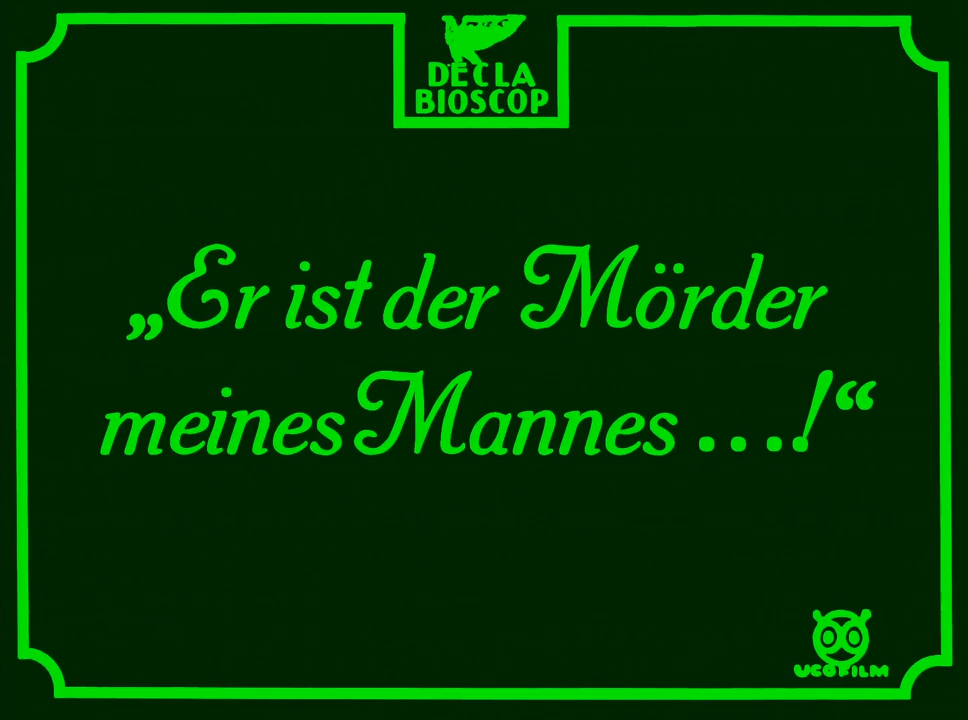 DECLA
BIOSCOP
„Er ist der Mörder
meines Mannes ...!“
UCOFILM